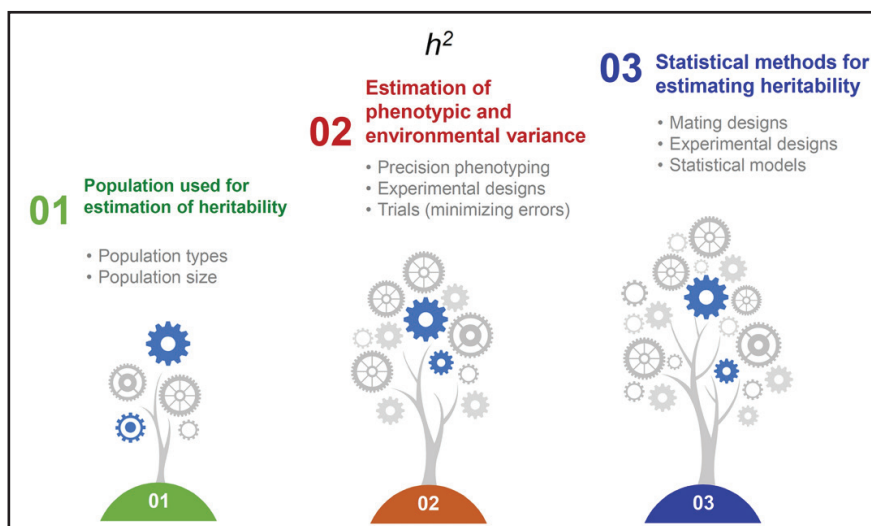 h²
01
Population used for
estimation of heritability
• Population types
• Population size
01
02
Estimation of
phenotypic and
environmental variance
• Precision phenotyping
• Experimental designs
• Trials (minimizing errors)
02
03
Statistical methods for
estimating heritability
• Mating designs
• Experimental designs
• Statistical models
03